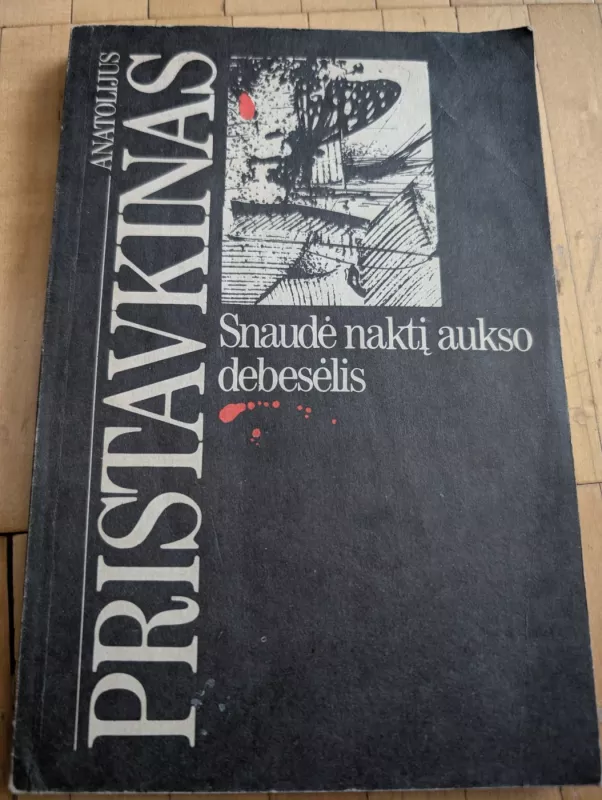 ANATOLIJUS
PRISTAVKINAS
Snaudė naktį aukso
debesėlis